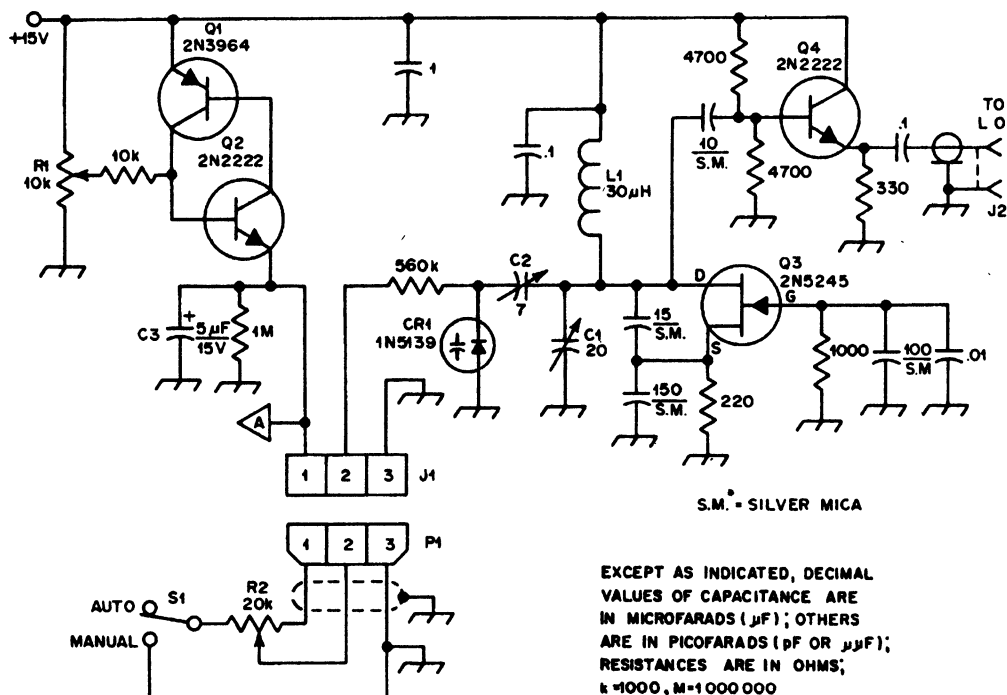 +15V
Q1
2N3964
Q2
2N2222
R1
10k
10k
C3
+
5µF
15V
1M
A
.1
.1
L1
30µH
560k
C2
7
CR1
1N5139
C1
20
15
S.M.
150
S.M.
220
D
S
G
Q3
2N5245
4700
10
S.M.
4700
Q4
2N2222
330
.1
TO
L O
J2
1000
100
S.M
.01
1
2
3
J1
1
2
3
P1
S.M. = SILVER MICA
AUTO
S1
MANUAL
R2
20k
EXCEPT AS INDICATED, DECIMAL
VALUES OF CAPACITANCE ARE
IN MICROFARADS (µF); OTHERS
ARE IN PICOFARADS (pF OR µµF);
RESISTANCES ARE IN OHMS;
k=1000, M=1000000